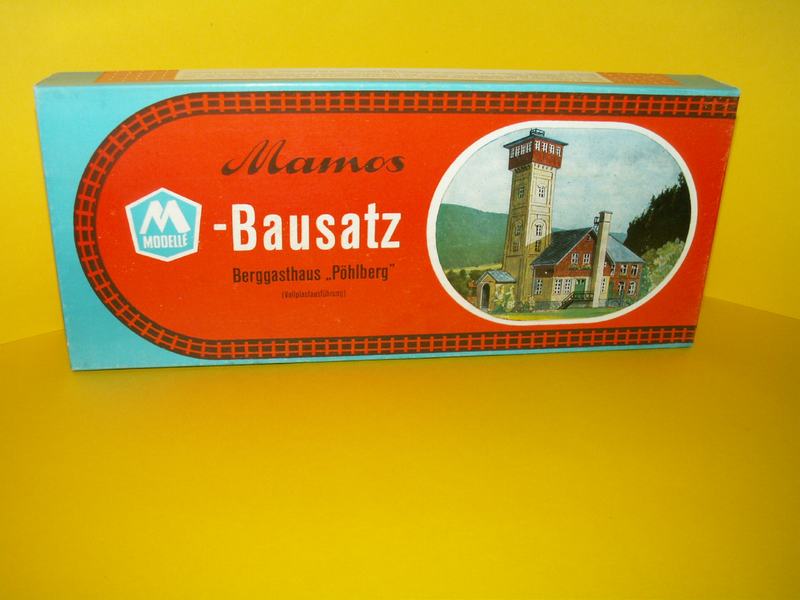 Mamos
M
MODELLE
-Bausatz
Berggasthaus „Pöhlberg"
(Vollplastausführung)